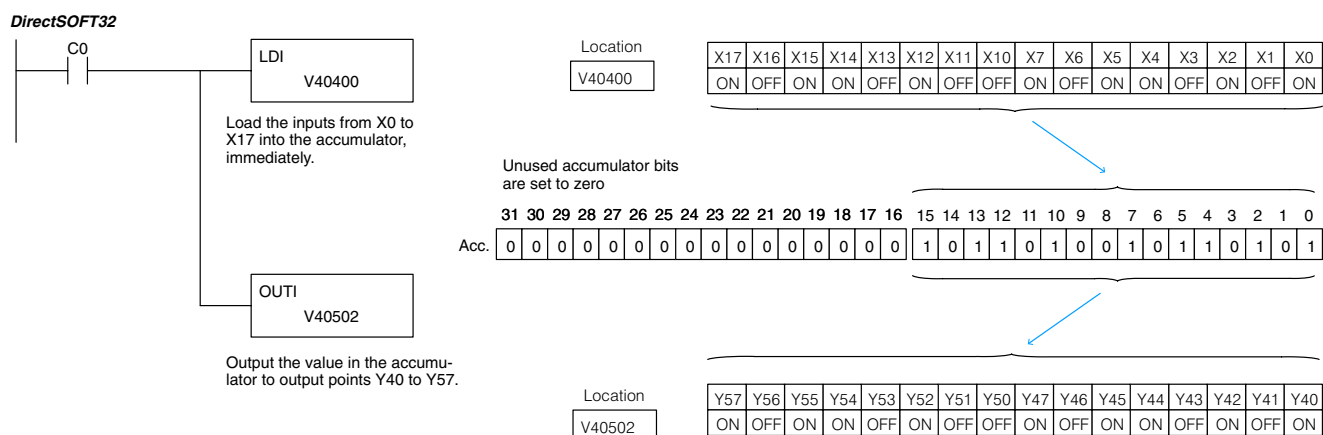 DirectSOFT32
C0
LDI
V40400
Load the inputs from X0 to
X17 into the accumulator,
immediately.
OUTI
V40502
Output the value in the accumu-
lator to output points Y40 to Y57.
Location
V40400
X17 X16 X15 X14 X13 X12 X11 X10 X7 X6 X5 X4 X3 X2 X1 X0
ON OFF ON ON OFF ON OFF OFF ON OFF ON ON OFF ON OFF ON
Unused accumulator bits
are set to zero
31 30 29 28 27 26 25 24 23 22 21 20 19 18 17 16 15 14 13 12 11 10 9 8 7 6 5 4 3 2 1 0
Acc. 0 0 0 0 0 0 0 0 0 0 0 0 0 0 0 0 1 0 1 1 0 1 0 0 1 0 1 1 0 1 0 1
Location
V40502
Y57 Y56 Y55 Y54 Y53 Y52 Y51 Y50 Y47 Y46 Y45 Y44 Y43 Y42 Y41 Y40
ON OFF ON ON OFF ON OFF OFF ON OFF ON ON OFF ON OFF ON